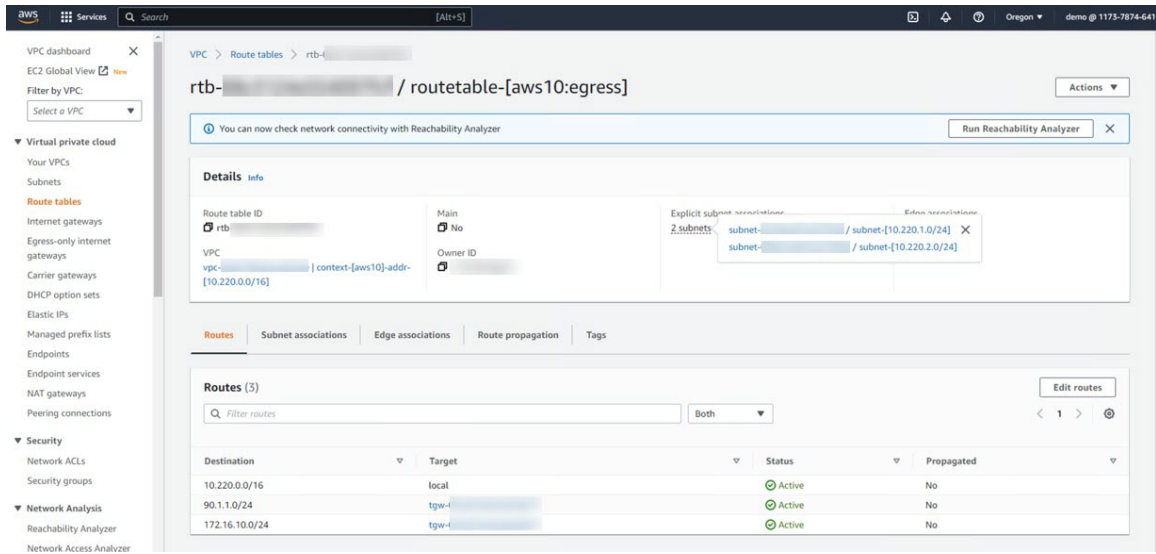 aws Services Search [Alt+S] Oregon ▼ demo @ 1173-7874-641
VPC dashboard
EC2 Global View New
Filter by VPC:
Select a VPC
Virtual private cloud
Your VPCs
Subnets
Route tables
Internet gateways
Egress-only internet
gateways
Carrier gateways
DHCP option sets
Elastic IPs
Managed prefix lists
Endpoints
Endpoint services
NAT gateways
Peering connections
Security
Network ACLs
Security groups
Network Analysis
Reachability Analyzer
Network Access Analyzer
VPC > Route tables > rtb-
rtb- / routetable-[aws10:egress]
Actions ▼
You can now check network connectivity with Reachability Analyzer
Run Reachability Analyzer
Details Info
Route table ID
rtb-
VPC
vpc- | context-[aws10]-addr-
[10.220.0.0/16]
Main
No
Owner ID
Explicit subnet associations
2 subnets
subnet- / subnet-[10.220.1.0/24]
subnet- / subnet-[10.220.2.0/24]
Edge associations
Routes Subnet associations Edge associations Route propagation Tags
Routes (3)
Edit routes
Filter routes
Both
< 1 >
Destination Target Status Propagated
10.220.0.0/16 local Active No
90.1.1.0/24 tgw- Active No
172.16.10.0/24 tgw- Active No